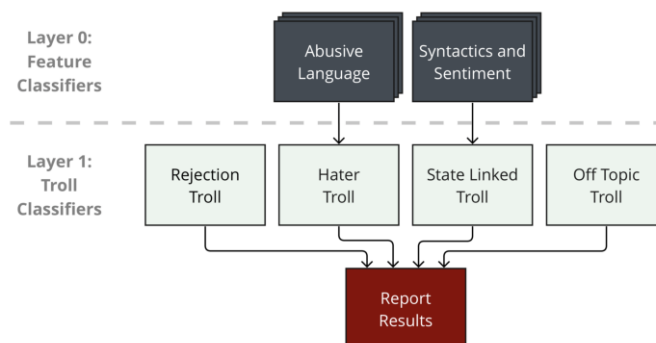 Layer 0:
Feature
Classifiers
Abusive
Language
Syntactics and
Sentiment
Layer 1:
Troll
Classifiers
Rejection
Troll
Hater
Troll
State Linked
Troll
Off Topic
Troll
Report
Results